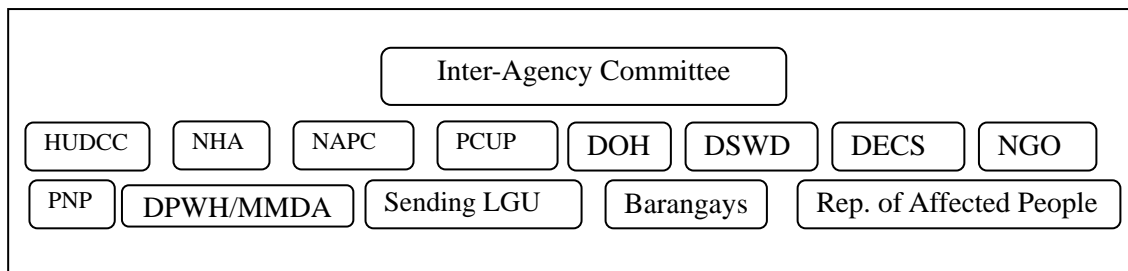 Inter-Agency Committee
HUDCC NHA NAPC PCUP DOH DSWD DECS NGO
PNP DPWH/MMDA Sending LGU Barangays Rep. of Affected People